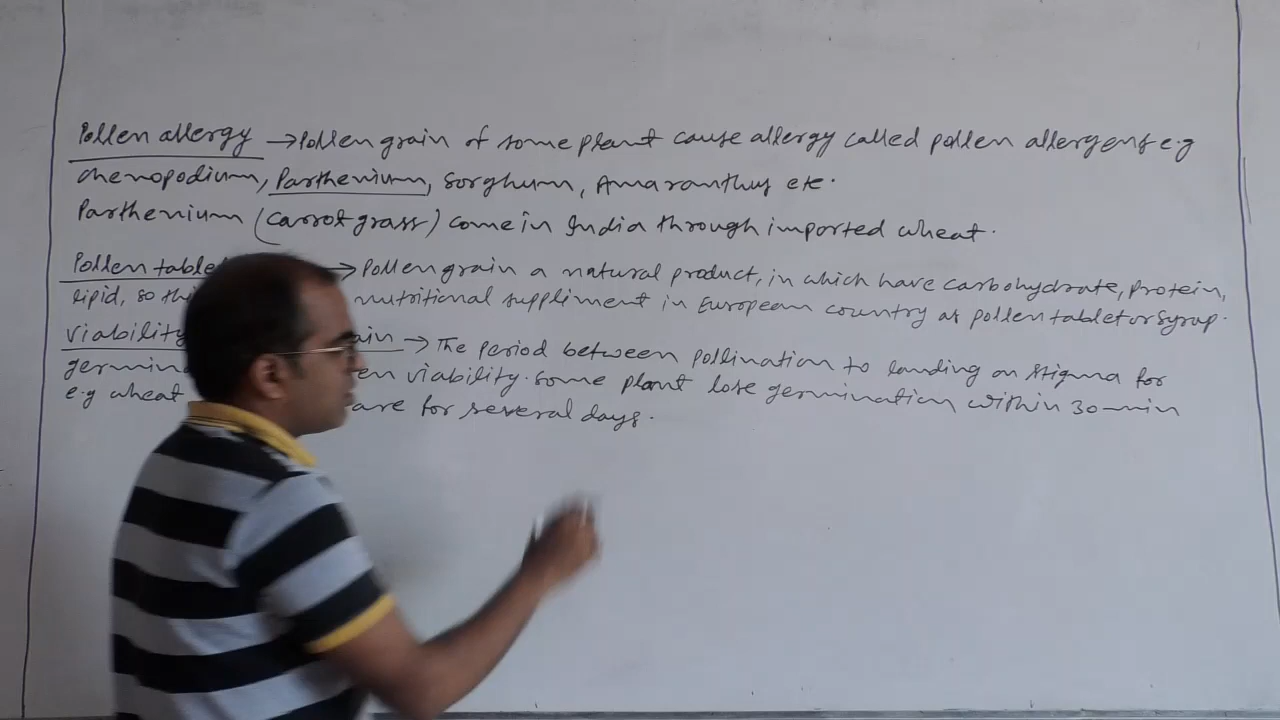 Pollen allergy → Pollen grain of some plant cause allergy called pollen allergens e.g
chenopodium, Parthenium, Sorghum, Amaranthus etc.
Parthenium (carrot grass) come in India through imported wheat.
Pollen tablet → Pollen grain a natural product, in which have carbohydrate, protein,
lipid, so nutritional suppliment in European country as pollen tablet or syrup.
viability → The period between pollination to landing on stigma for
viability. some plant lose germination within 30 min
e.g wheat are for several days.